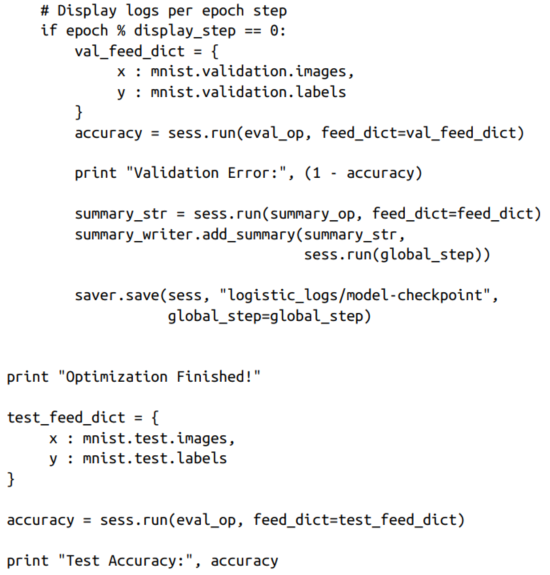 # Display logs per epoch step
if epoch % display_step == 0:
val_feed_dict = {
x : mnist.validation.images,
y : mnist.validation.labels
}
accuracy = sess.run(eval_op, feed_dict=val_feed_dict)
print "Validation Error:", (1 - accuracy)
summary_str = sess.run(summary_op, feed_dict=feed_dict)
summary_writer.add_summary(summary_str,
sess.run(global_step))
saver.save(sess, "logistic_logs/model-checkpoint",
global_step=global_step)
print "Optimization Finished!"
test_feed_dict = {
x : mnist.test.images,
y : mnist.test.labels
}
accuracy = sess.run(eval_op, feed_dict=test_feed_dict)
print "Test Accuracy:", accuracy